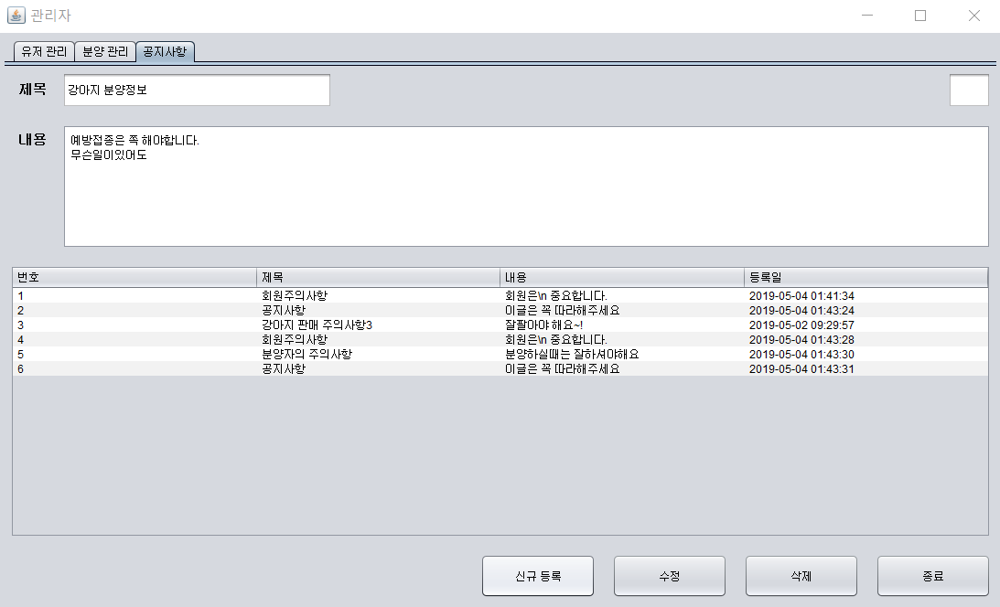 관리자
유저 관리 분양 관리 공지사항
제목 강아지 분양정보
내용 예방접종은 쪽 해야합니다.
무슨일이있어도
번호 제목 내용 등록일
1 회원주의사항 회원은\n 중요합니다. 2019-05-04 01:41:34
2 공지사항 이글은 꼭 따라해주세요 2019-05-04 01:43:24
3 강아지 판매 주의사항3 잘팔아야 해요~! 2019-05-02 09:29:57
4 회원주의사항 회원은\n 중요합니다. 2019-05-04 01:43:28
5 분양자의 주의사항 분양하실때는 잘하셔야해요 2019-05-04 01:43:30
6 공지사항 이글은 꼭 따라해주세요 2019-05-04 01:43:31
신규 등록 수정 삭제 종료